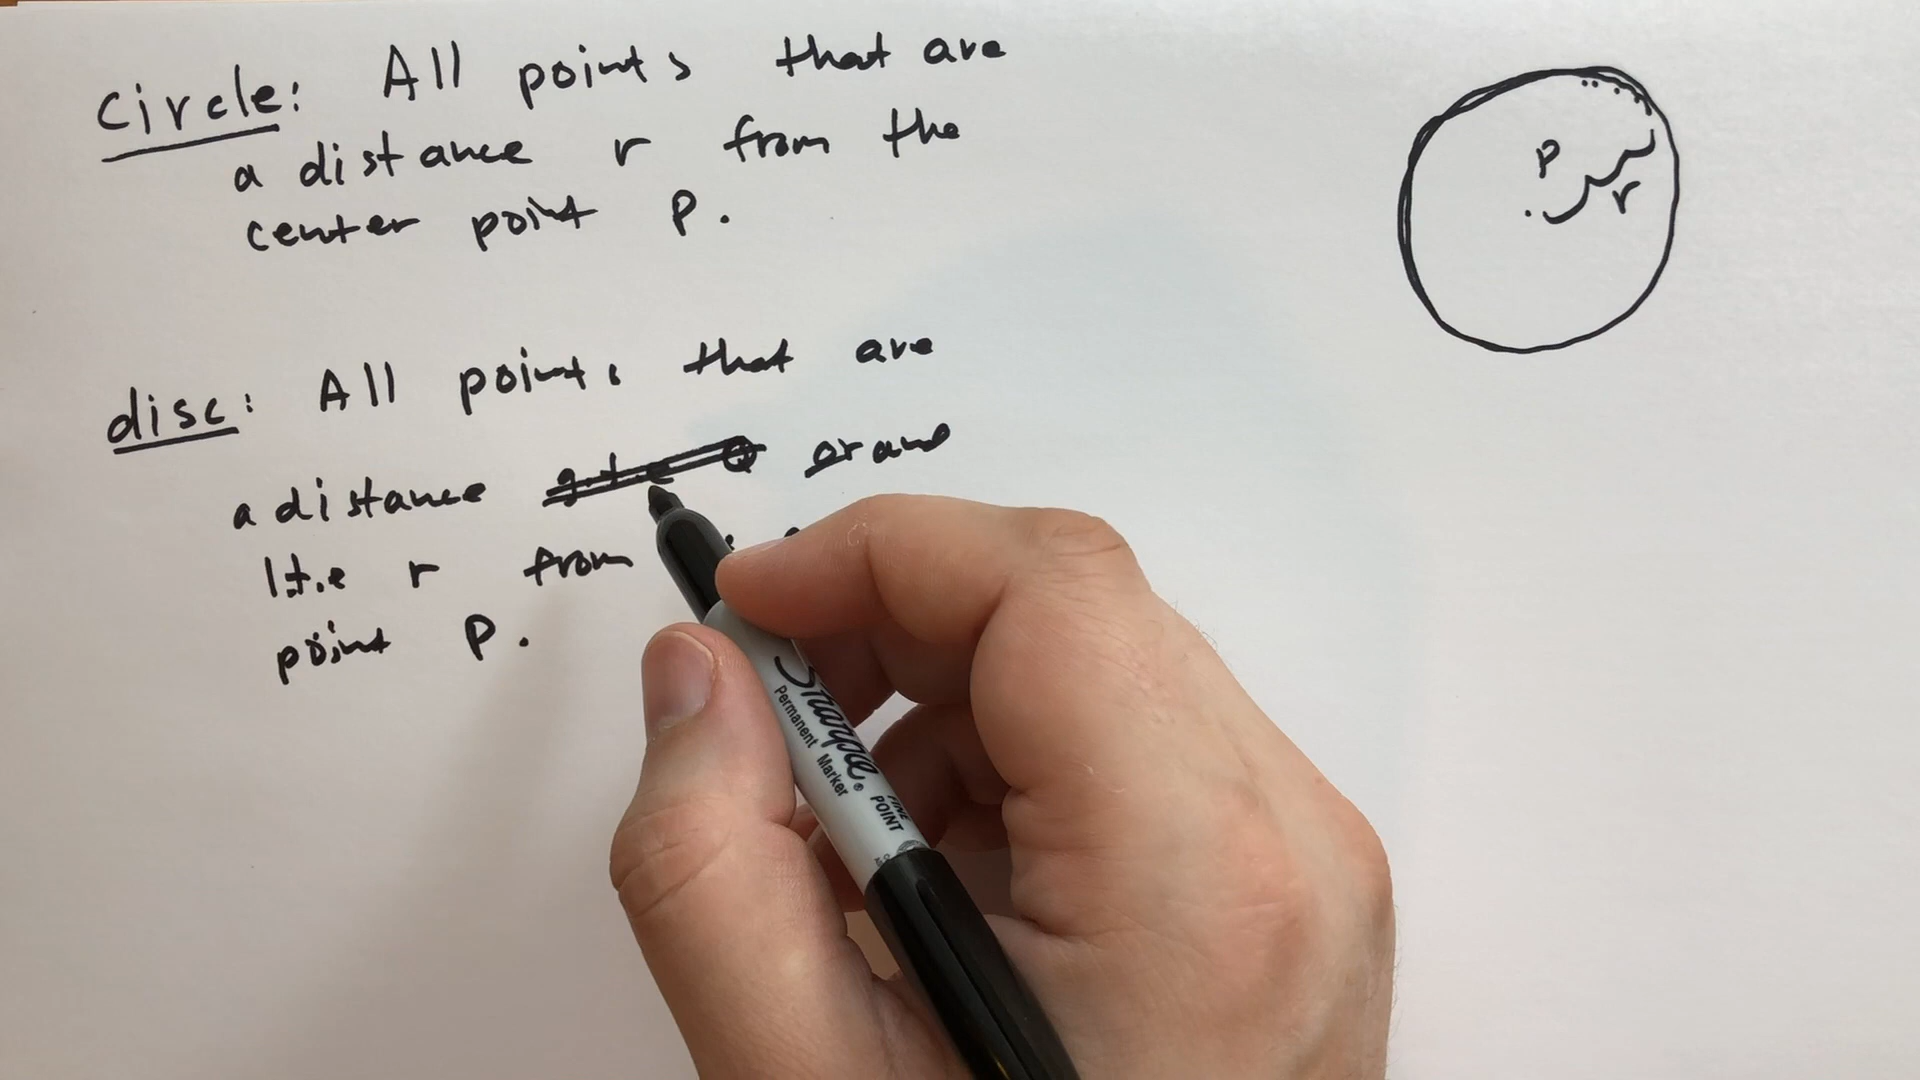 Circle: All points that are
a distance r from the
center point P.
P
r
disc: All points that are
a distance g.t.e 0 or and
l.t.e r from
point P.
Sharpie®
Permanent Marker
FINE
POINT